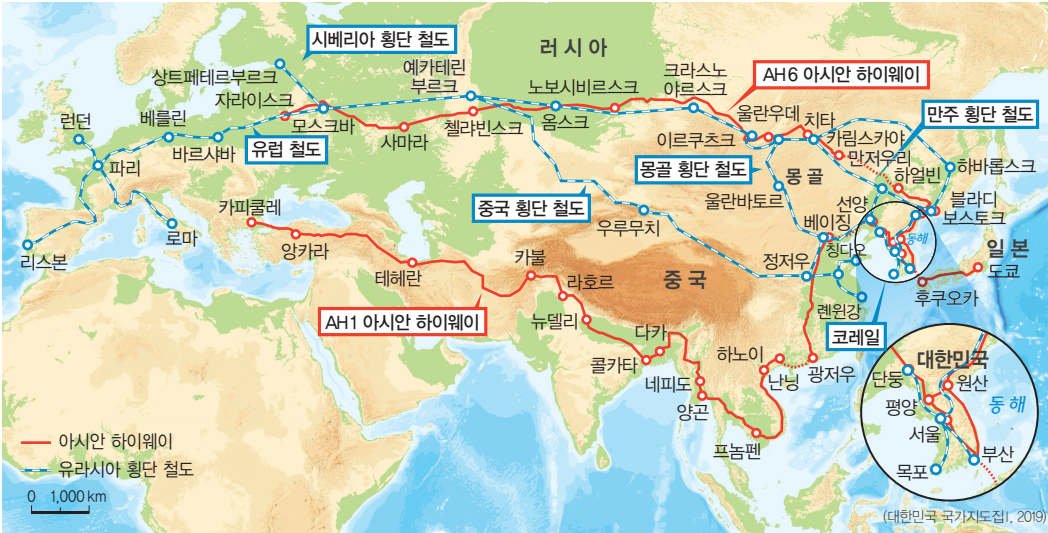 시베리아 횡단 철도
러시아
상트페테르부르크
예카테린
부르크
노보시비르스크
크라스노
야르스크
AH6 아시안 하이웨이
자라이스크
울란우데
치타
만주 횡단 철도
런던
베를린
모스크바
첼랴빈스크
옴스크
이르쿠츠크
카림스카야
바르샤바
유럽 철도
사마라
만저우리
파리
몽골 횡단 철도
몽골
하얼빈
하바롭스크
카피쿨레
중국 횡단 철도
울란바토르
선양
블라디
보스토크
로마
앙카라
우루무치
베이징
동해
리스본
테헤란
카불
정저우
칭다오
일본
도쿄
라호르
중국
후쿠오카
AH1 아시안 하이웨이
뉴델리
롄윈강
다카
하노이
코레일
콜카타
광저우
대한민국
네피도
난닝
단둥
원산
양곤
평양
동해
아시안 하이웨이
프놈펜
서울
유라시아 횡단 철도
부산
목포
0 1,000 km
(대한민국 국가지도집Ⅰ, 2019)